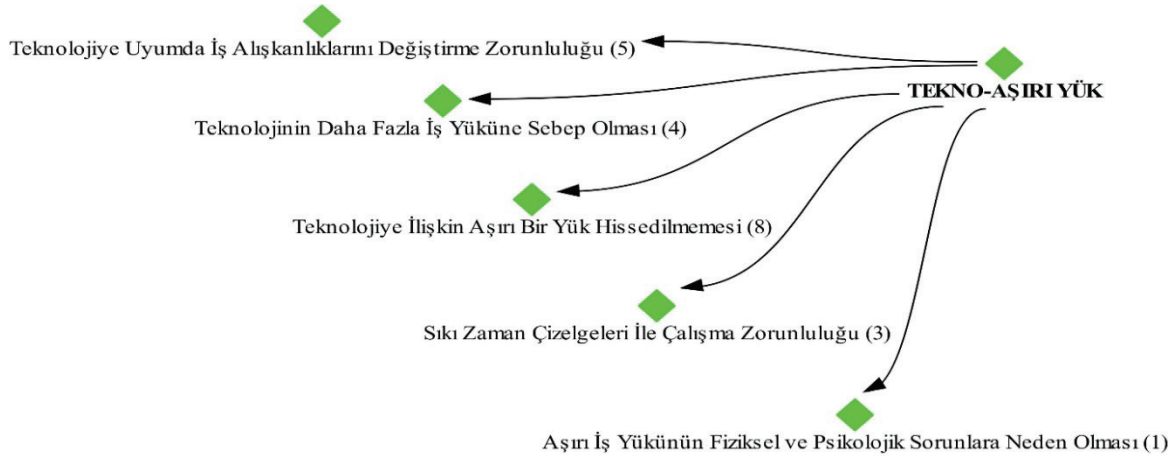 Teknolojiye Uyumda İş Alışkanlıklarını Değiştirme Zorunluluğu (5)
TEKNO-AŞIRI YÜK
Teknolojinin Daha Fazla İş Yüküne Sebep Olması (4)
Teknolojiye İlişkin Aşırı Bir Yük Hissedilmemesi (8)
Sıkı Zaman Çizelgeleri İle Çalışma Zorunluluğu (3)
Aşırı İş Yükünün Fiziksel ve Psikolojik Sorunlara Neden Olması (1)